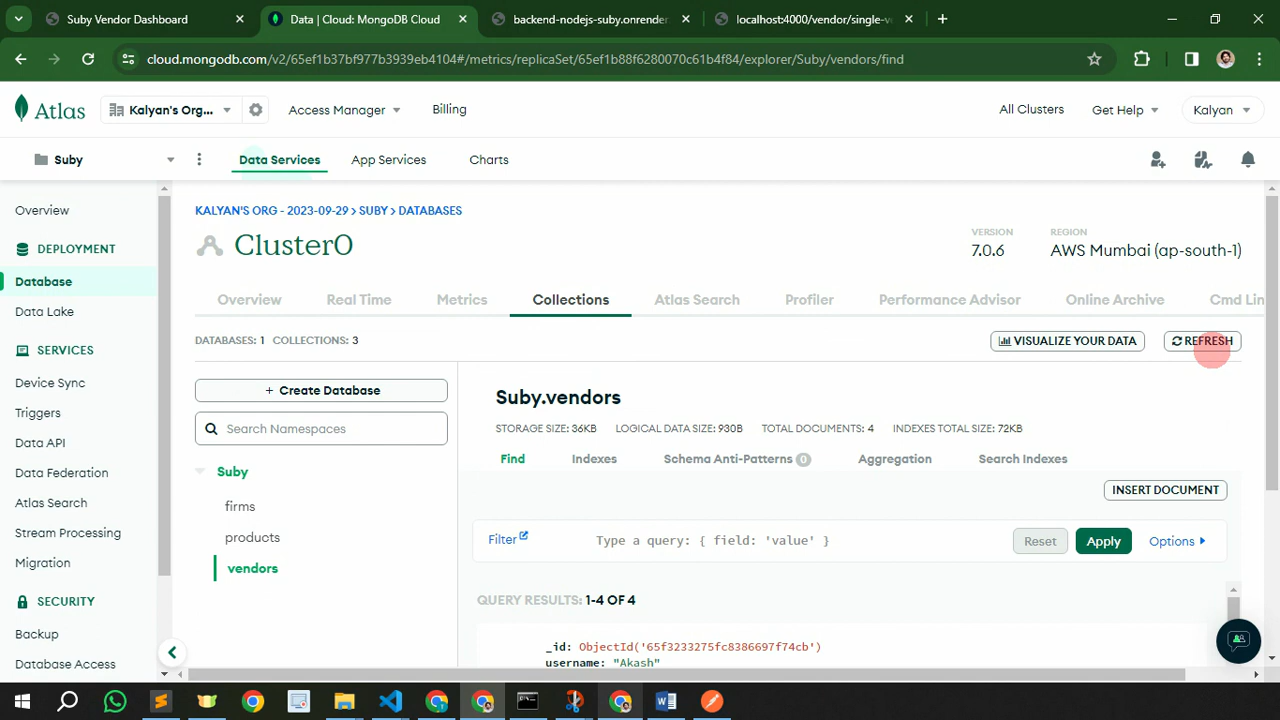 Suby Vendor Dashboard
Data | Cloud: MongoDB Cloud
backend-nodejs-suby.onrender.
localhost:4000/vendor/single-v
cloud.mongodb.com/v2/65ef1b37bf977b3939eb4104#/metrics/replicaSet/65ef1b88f6280070c61b4f84/explorer/Suby/vendors/find
Atlas
Kalyan's Org...
Access Manager
Billing
All Clusters
Get Help
Kalyan
Suby
Data Services
App Services
Charts
Overview
DEPLOYMENT
Database
Data Lake
SERVICES
Device Sync
Triggers
Data API
Data Federation
Atlas Search
Stream Processing
Migration
SECURITY
Backup
Database Access
KALYAN'S ORG - 2023-09-29 > SUBY > DATABASES
Cluster0
VERSION
7.0.6
REGION
AWS Mumbai (ap-south-1)
Overview
Real Time
Metrics
Collections
Atlas Search
Profiler
Performance Advisor
Online Archive
Cmd Lin
DATABASES: 1 COLLECTIONS: 3
VISUALIZE YOUR DATA
REFRESH
+ Create Database
Search Namespaces
Suby
firms
products
vendors
Suby.vendors
STORAGE SIZE: 36KB LOGICAL DATA SIZE: 930B TOTAL DOCUMENTS: 4 INDEXES TOTAL SIZE: 72KB
Find
Indexes
Schema Anti-Patterns 0
Aggregation
Search Indexes
INSERT DOCUMENT
Filter
Type a query: { field: 'value' }
Reset
Apply
Options
QUERY RESULTS: 1-4 OF 4
_id: ObjectId('65f3233275fc8386697f74cb')
username: "Akash"